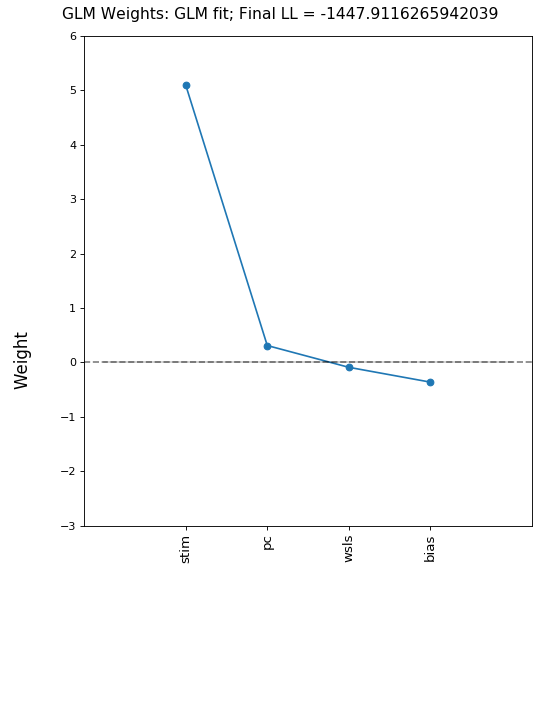 GLM Weights: GLM fit; Final LL = -1447.9116265942039
6
5
4
3
2
1
0
−1
−2
−3
Weight
stim
pc
wsls
bias